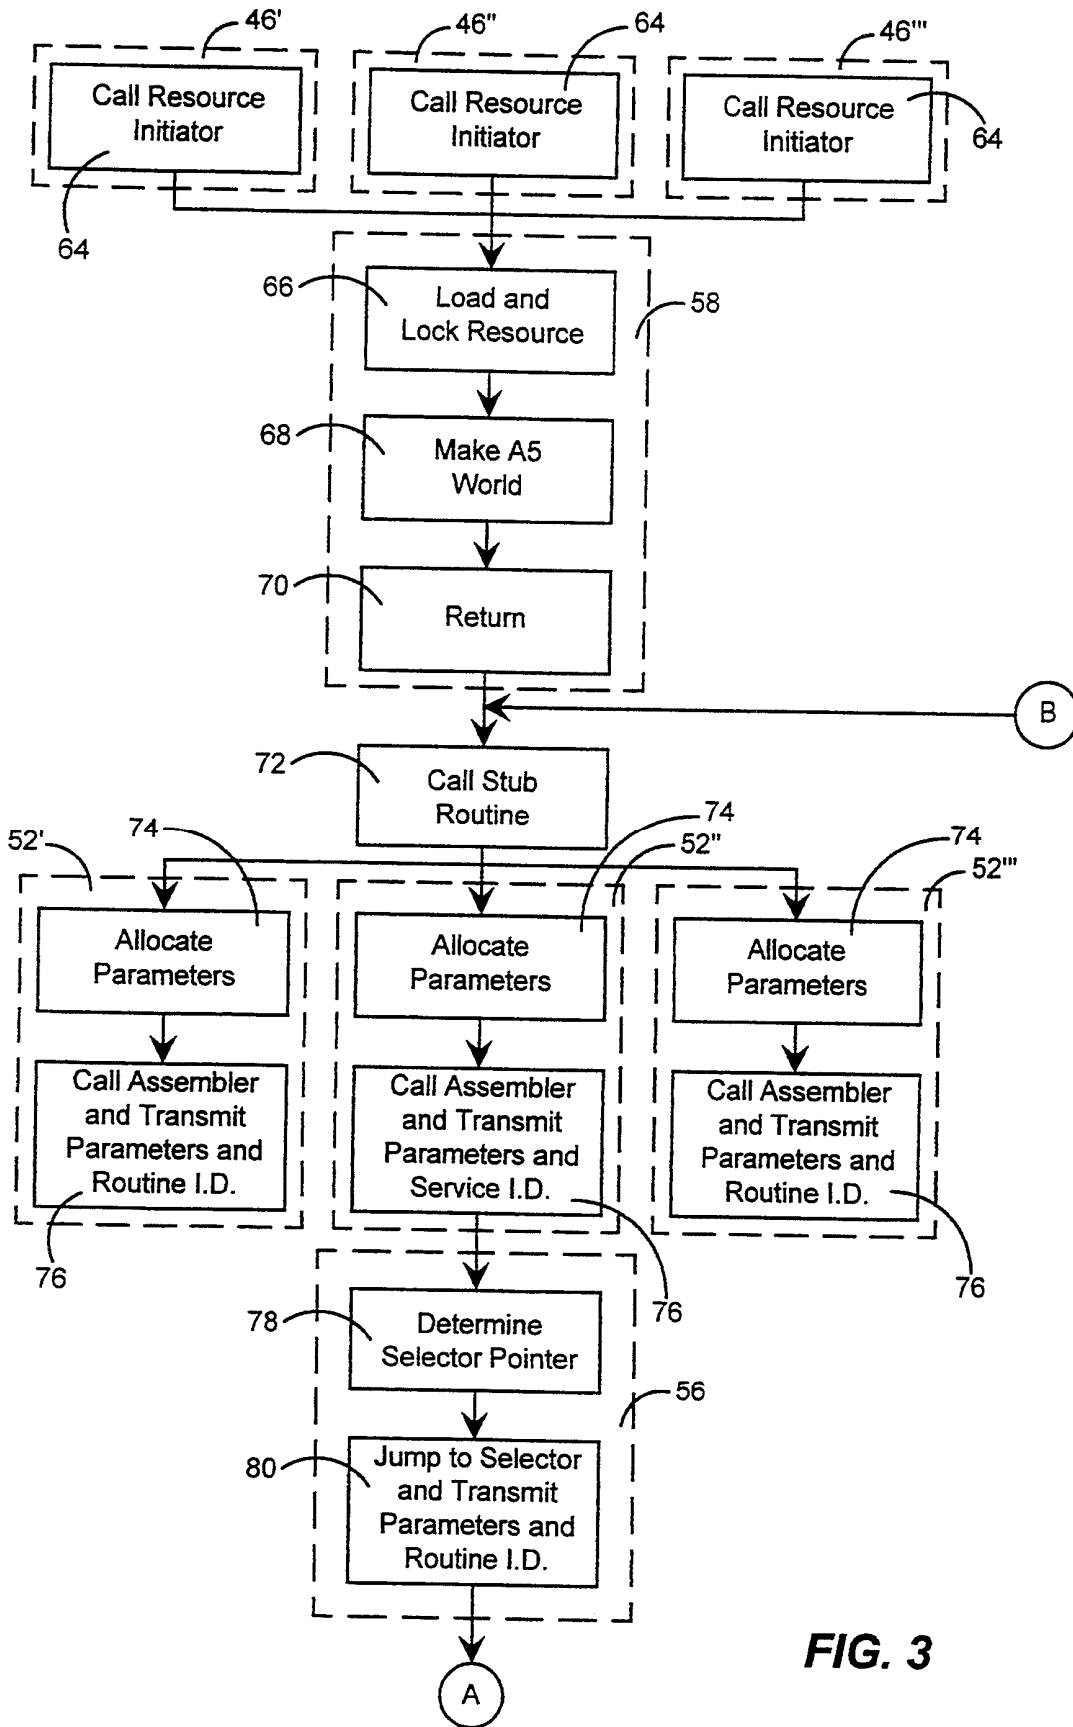 46'
46"
64
46'''
Call Resource
Initiator
Call Resource
Initiator
Call Resource
Initiator
64
64
66
Load and
Lock Resource
58
68
Make A5
World
70
Return
B
72
Call Stub
Routine
52'
74
74
52"
74
52'''
Allocate
Parameters
Allocate
Parameters
Allocate
Parameters
Call Assembler
and Transmit
Parameters and
Routine I.D.
Call Assembler
and Transmit
Parameters and
Service I.D.
Call Assembler
and Transmit
Parameters and
Routine I.D.
76
76
76
78
Determine
Selector Pointer
56
80
Jump to Selector
and Transmit
Parameters and
Routine I.D.
A
FIG. 3